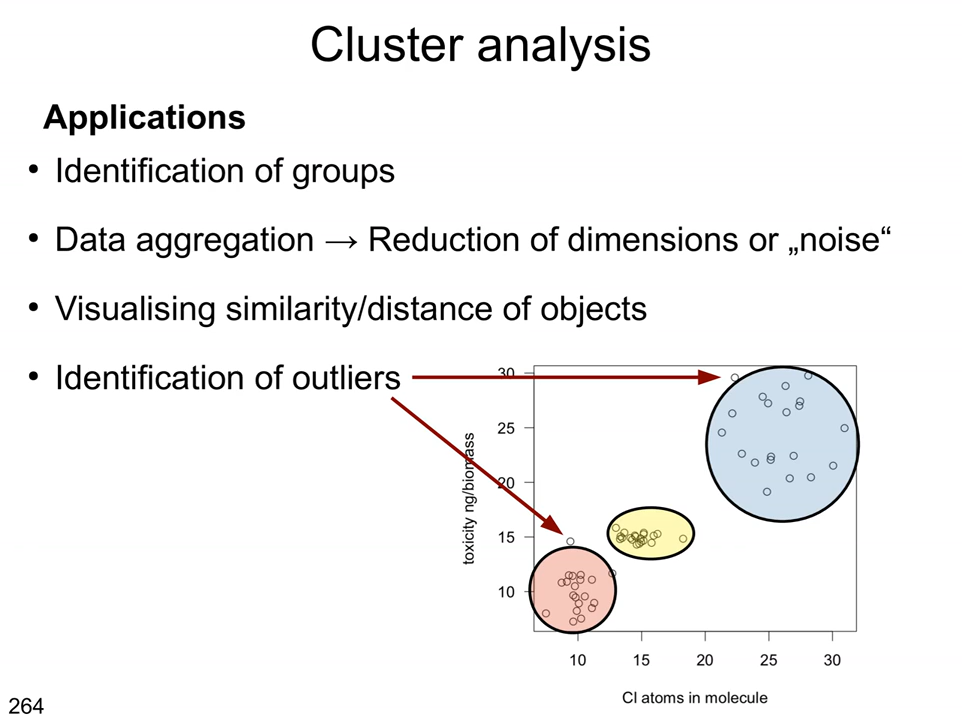 Cluster analysis
Applications
• Identification of groups
• Data aggregation → Reduction of dimensions or „noise“
• Visualising similarity/distance of objects
• Identification of outliers
30
25
20
15
10
toxicity ng/biomass
10 15 20 25 30
Cl atoms in molecule
264